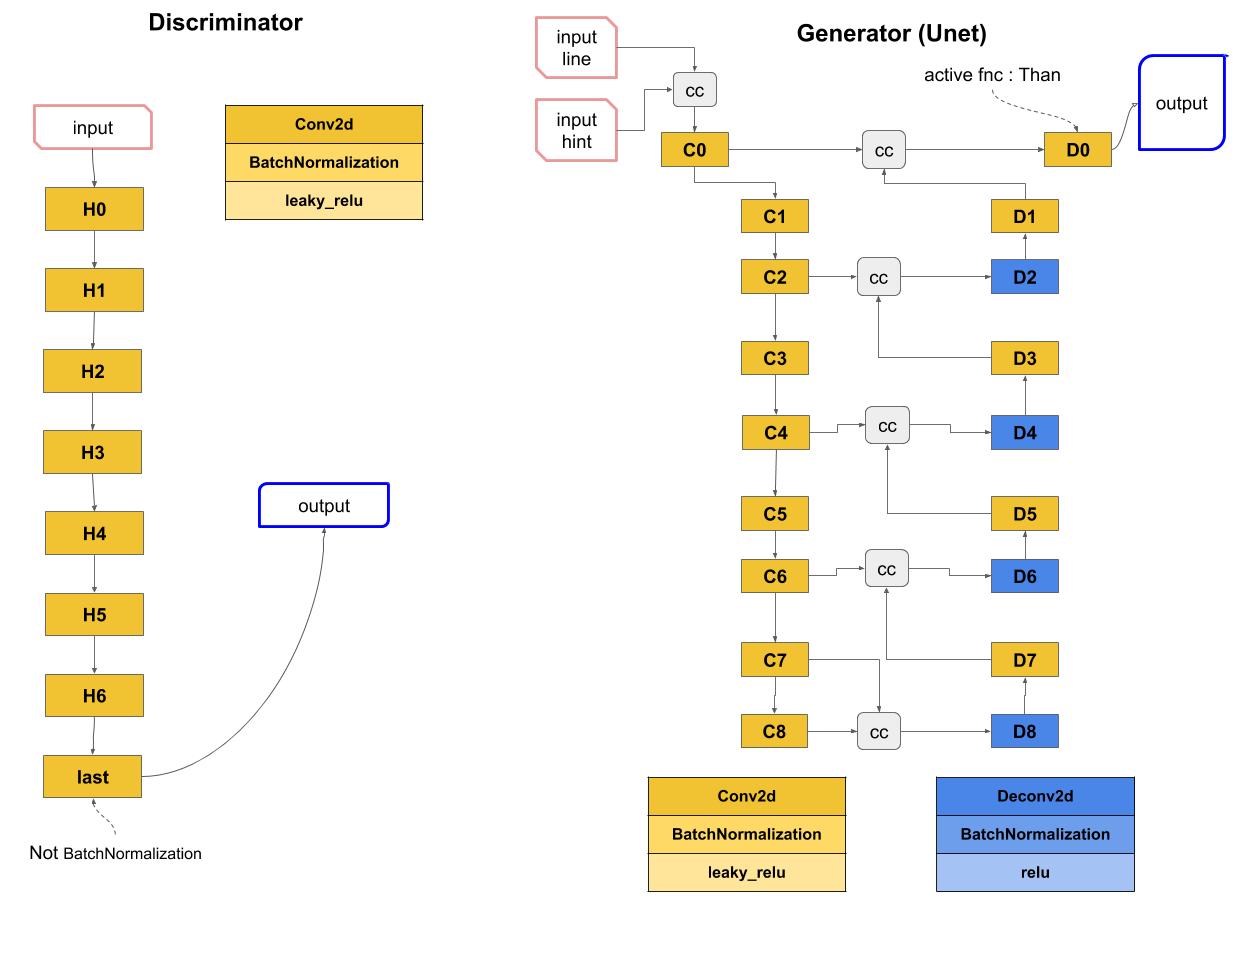 Discriminator
input
H0
H1
H2
H3
H4
H5
H6
last
Not BatchNormalization
Conv2d
BatchNormalization
leaky_relu
output
Generator (Unet)
input
line
input
hint
cc
active fnc : Than
output
C0
cc
D0
C1
D1
C2
cc
D2
C3
D3
C4
cc
D4
C5
D5
C6
cc
D6
C7
D7
C8
cc
D8
Conv2d
BatchNormalization
leaky_relu
Deconv2d
BatchNormalization
relu